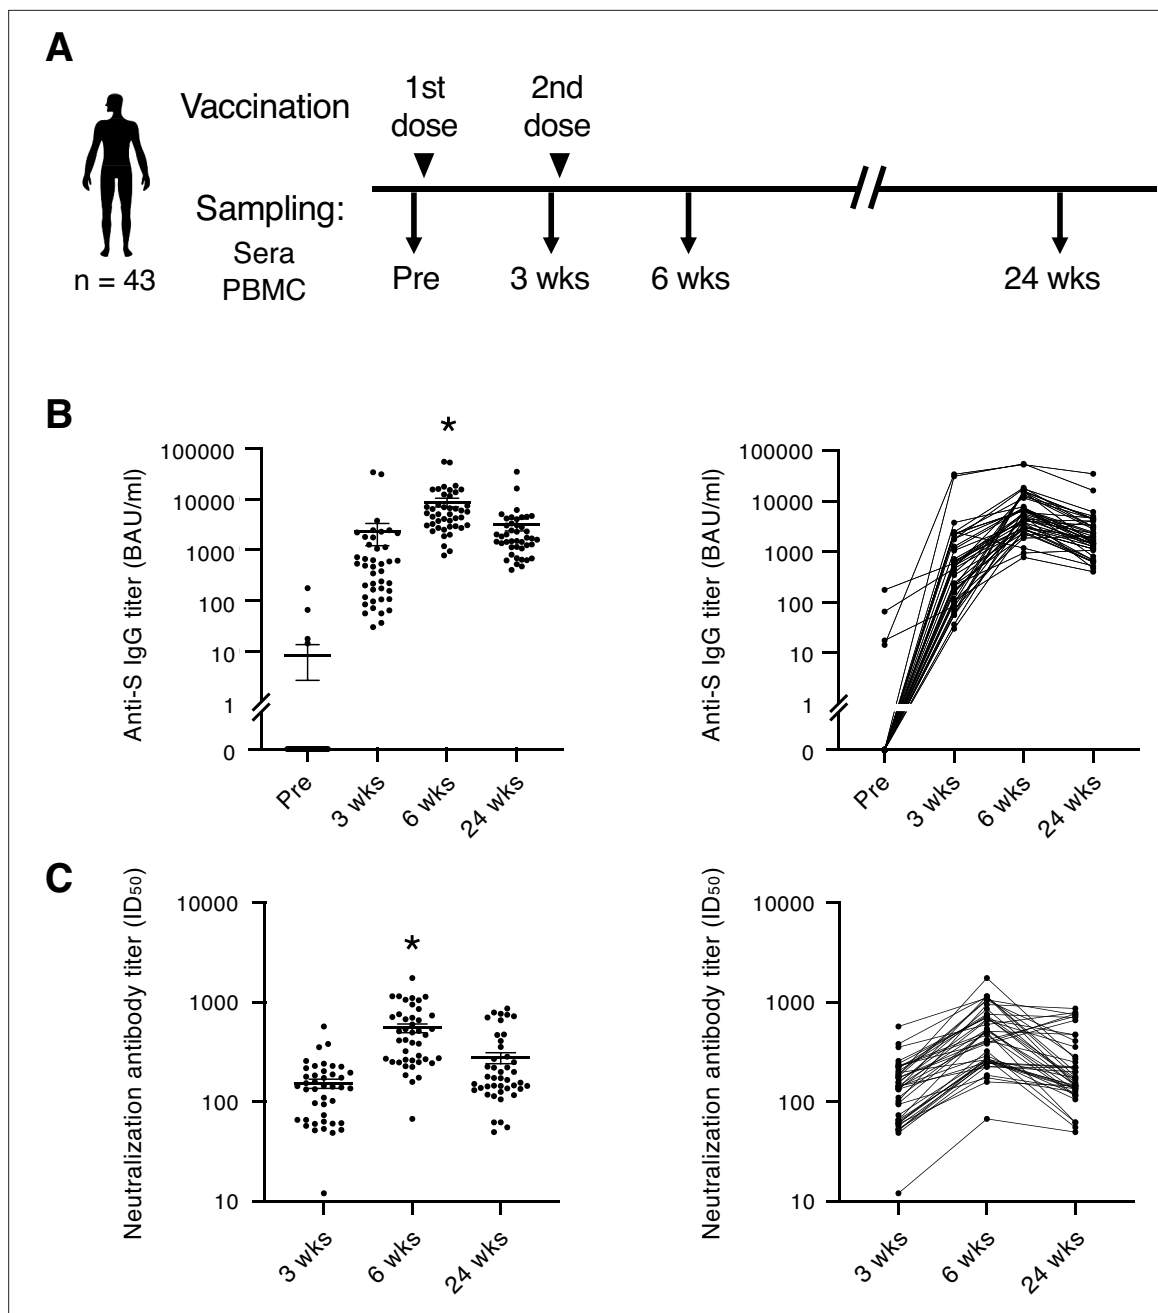 A
Vaccination
1st
dose
2nd
dose
Sampling:
Sera
PBMC
n = 43
Pre
3 wks
6 wks
24 wks
B
Anti-S IgG titer (BAU/ml)
100000
10000
1000
100
10
1
0
*
Pre
3 wks
6 wks
24 wks
Anti-S IgG titer (BAU/ml)
100000
10000
1000
100
10
1
0
Pre
3 wks
6 wks
24 wks
C
Neutralization antibody titer (ID50)
10000
1000
100
10
*
3 wks
6 wks
24 wks
Neutralization antibody titer (ID50)
10000
1000
100
10
3 wks
6 wks
24 wks